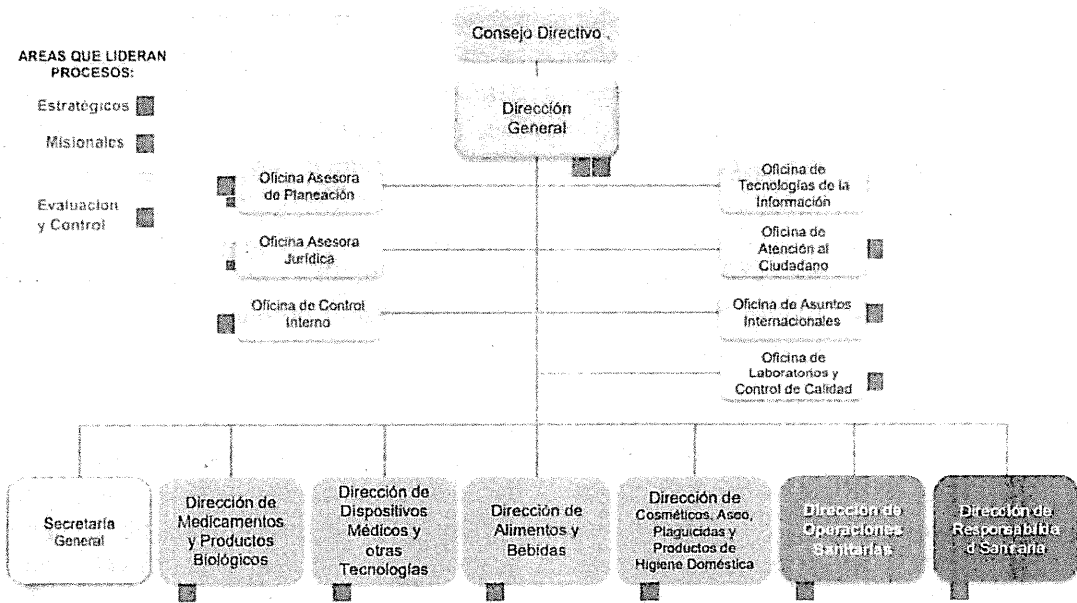 Consejo Directivo
AREAS QUE LIDERAN
PROCESOS:
Estratégicos
Misionales
Evaluación
y Control
Dirección
General
Oficina Asesora
de Planeación
Oficina de
Tecnologías de la
Información
Oficina Asesora
Jurídica
Oficina de
Atención al
Ciudadano
Oficina de Control
Interno
Oficina de Asuntos
Internacionales
Oficina de
Laboratorios y
Control de Calidad
Secretaría
General
Dirección de
Medicamentos
y Productos
Biológicos
Dirección de
Dispositivos
Médicos y
otras
Tecnologías
Dirección de
Alimentos y
Bebidas
Dirección de
Cosméticos, Aseo,
Plaguicidas y
Productos de
Higiene Doméstica
Dirección de
Operaciones
Sanitarias
Dirección de
Responsabilida
d Sanitaria